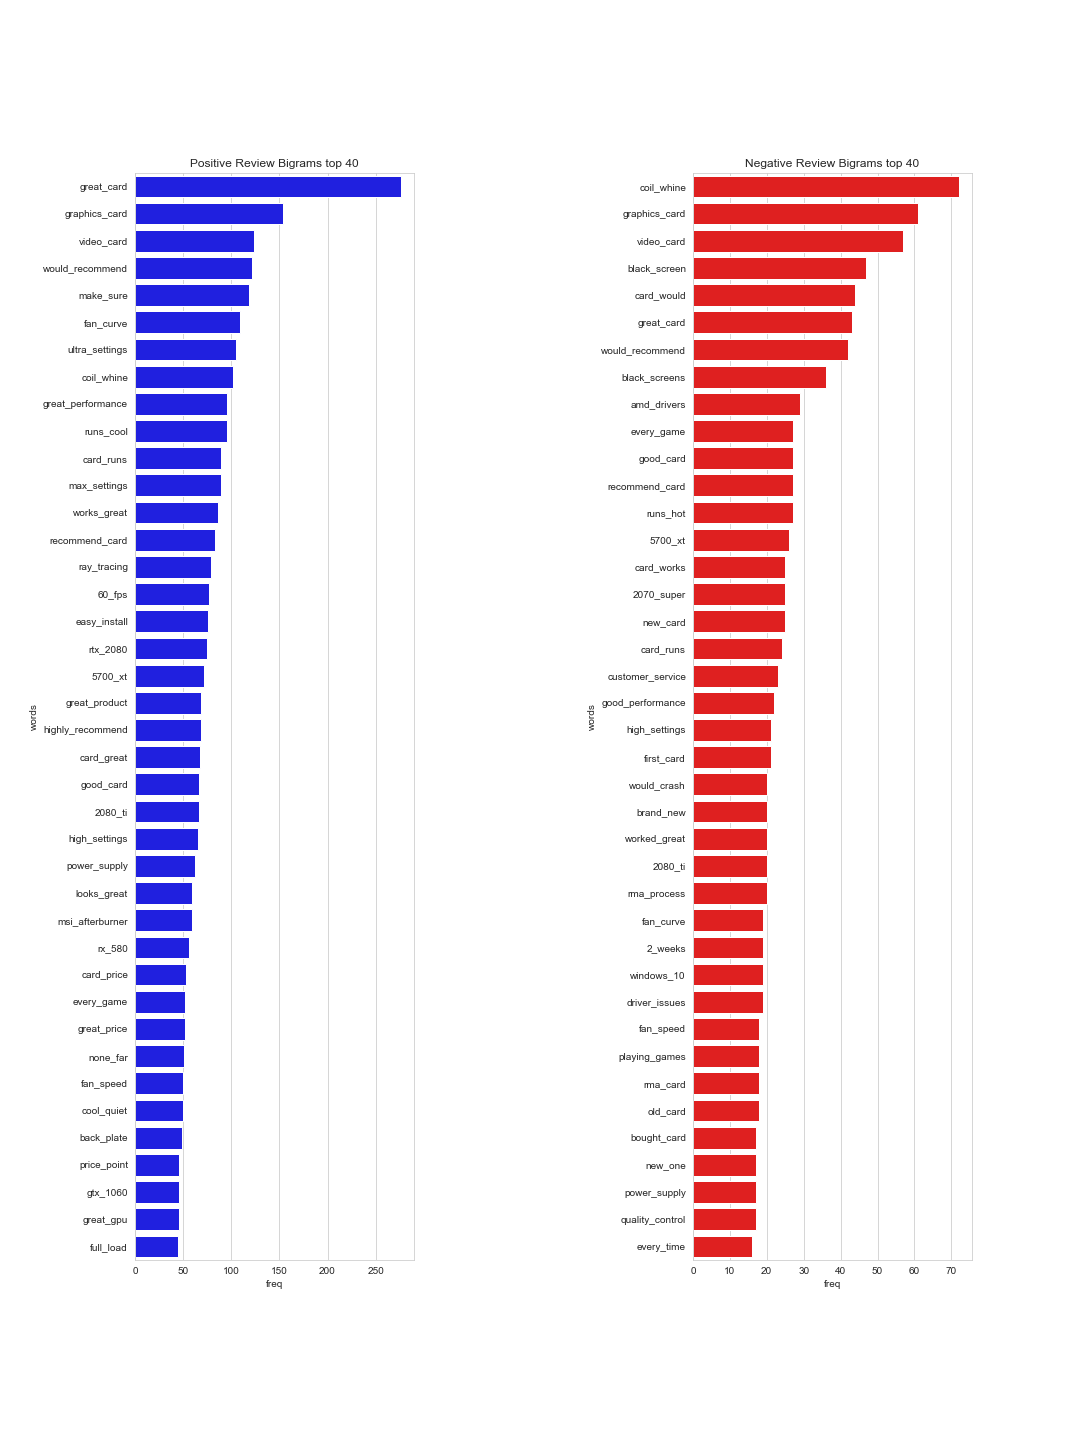 Positive Review Bigrams top 40
great_card
graphics_card
video_card
would_recommend
make_sure
fan_curve
ultra_settings
coil_whine
great_performance
runs_cool
card_runs
max_settings
works_great
recommend_card
ray_tracing
60_fps
easy_install
rtx_2080
5700_xt
great_product
highly_recommend
card_great
good_card
2080_ti
high_settings
power_supply
looks_great
msi_afterburner
rx_580
card_price
every_game
great_price
none_far
fan_speed
cool_quiet
back_plate
price_point
gtx_1060
great_gpu
full_load
words
0 50 100 150 200 250
freq
Negative Review Bigrams top 40
coil_whine
graphics_card
video_card
black_screen
card_would
great_card
would_recommend
black_screens
amd_drivers
every_game
good_card
recommend_card
runs_hot
5700_xt
card_works
2070_super
new_card
card_runs
customer_service
good_performance
high_settings
first_card
would_crash
brand_new
worked_great
2080_ti
rma_process
fan_curve
2_weeks
windows_10
driver_issues
fan_speed
playing_games
rma_card
old_card
bought_card
new_one
power_supply
quality_control
every_time
words
0 10 20 30 40 50 60 70
freq